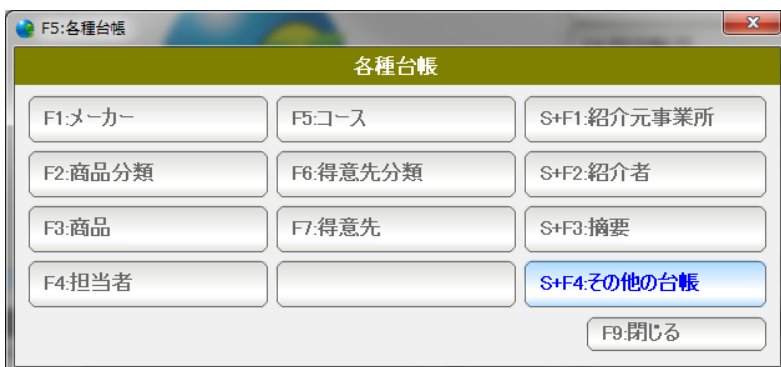 F5:各種台帳
各種台帳
F1:メーカー F5:コース S+F1:紹介元事業所
F2:商品分類 F6:得意先分類 S+F2:紹介者
F3:商品 F7:得意先 S+F3:摘要
F4:担当者 S+F4:その他の台帳
F9:閉じる